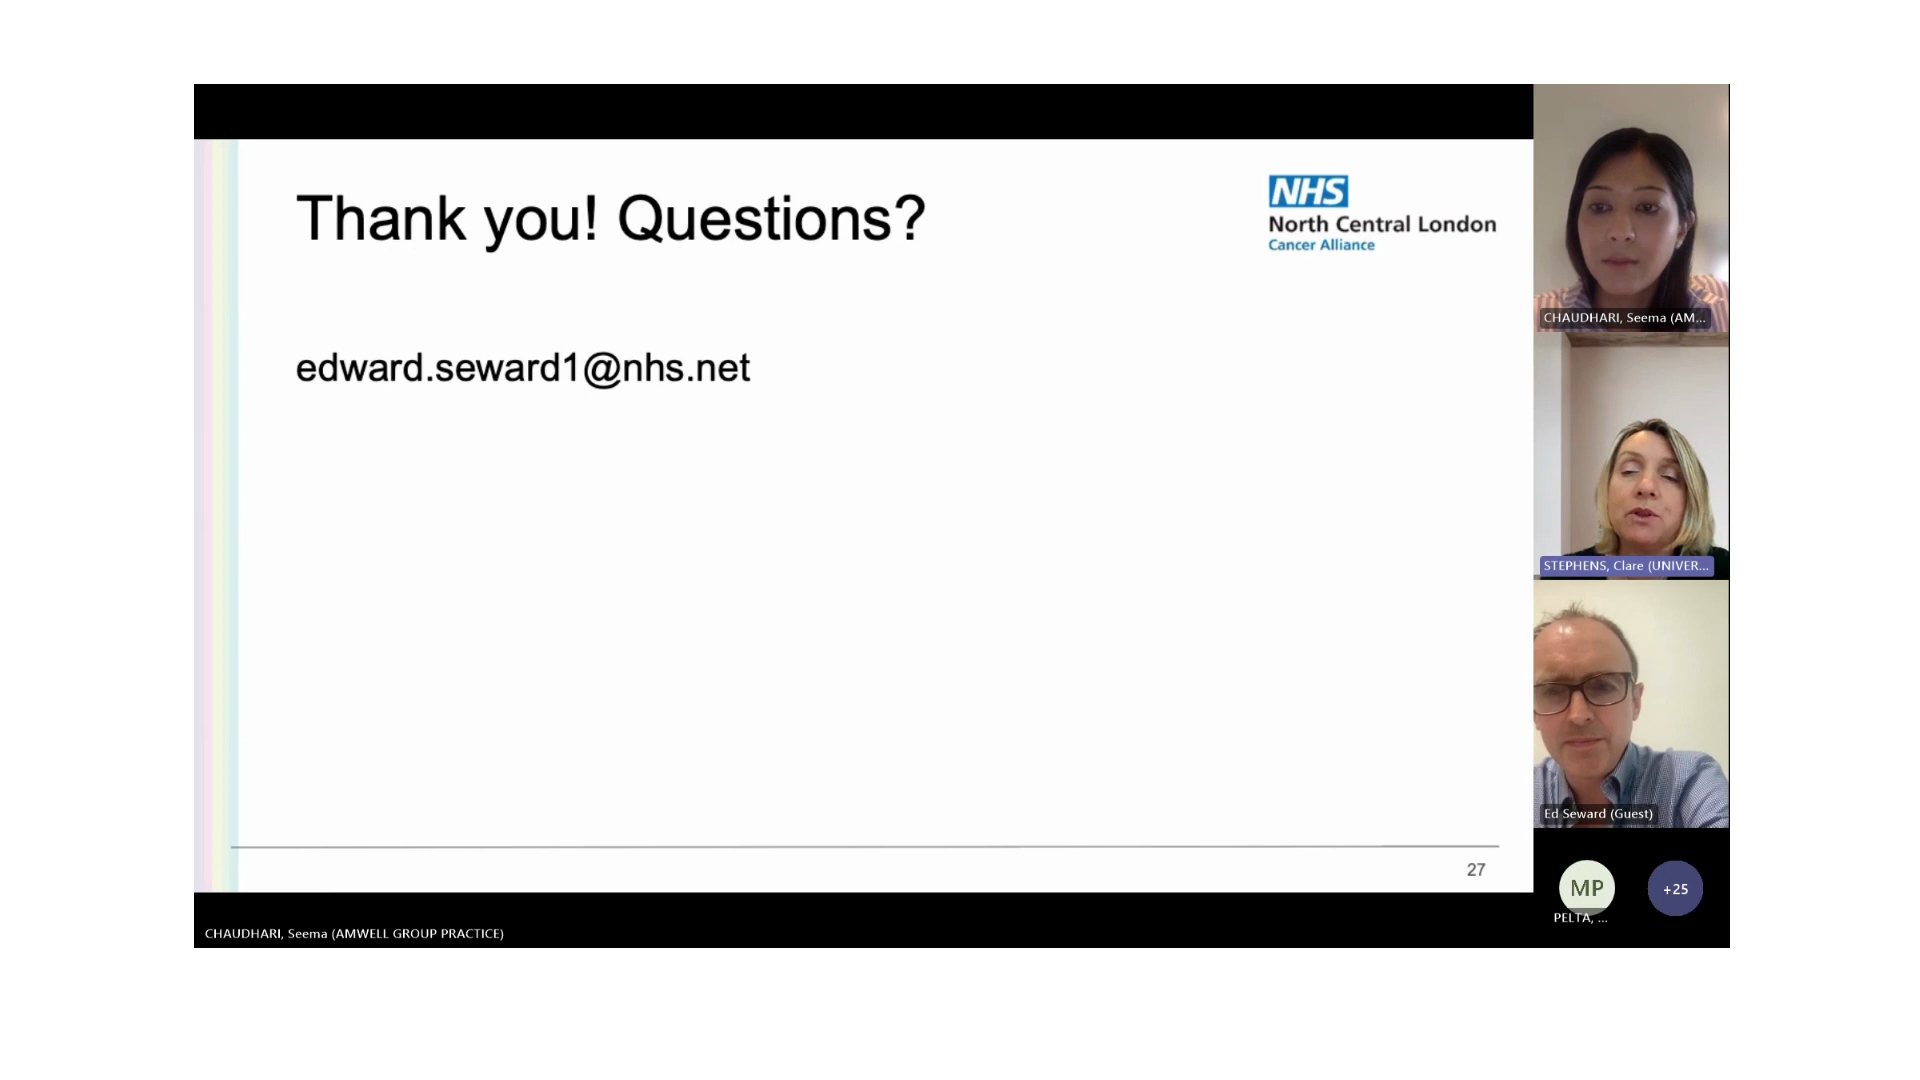 Thank you! Questions?
NHS
North Central London
Cancer Alliance
edward.seward1@nhs.net
27
CHAUDHARI, Seema (AMWELL GROUP PRACTICE)
CHAUDHARI, Seema (AM...
STEPHENS, Clare (UNIVER...
Ed Seward (Guest)
MP
PELTA, ...
+25